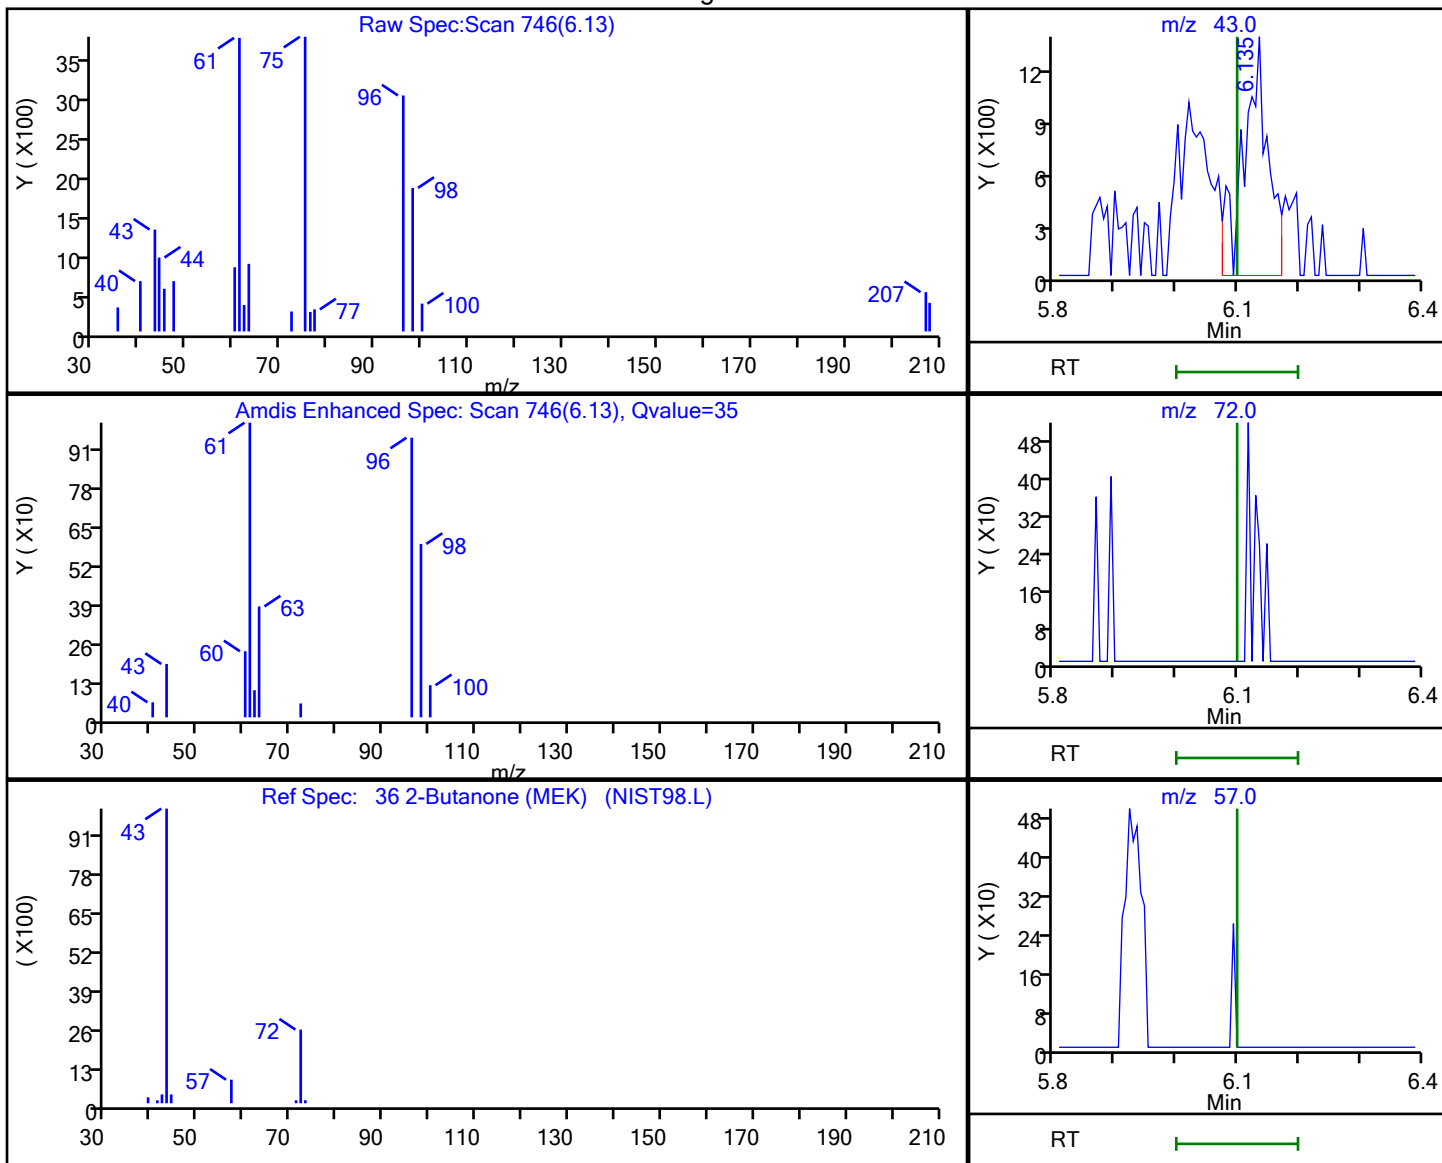 Raw Spec:Scan 746(6.13)
Y ( X100)
35
30
25
20
15
10
5
0
61
75
96
98
43
44
40
77
100
207
30 50 70 90 110 130 150 170 190 210
m/z
m/z 43.0
Y ( X100)
12
9
6
3
0
6.135
5.8 6.1 6.4
Min
RT
Amdis Enhanced Spec: Scan 746(6.13), Qvalue=35
Y ( X10)
91
78
65
52
39
26
13
0
61
96
98
63
60
43
40
100
30 50 70 90 110 130 150 170 190 210
m/z
m/z 72.0
Y ( X10)
48
40
32
24
16
8
0
5.8 6.1 6.4
Min
RT
Ref Spec: 36 2-Butanone (MEK) (NIST98.L)
( X100)
91
78
65
52
39
26
13
0
43
72
57
30 50 70 90 110 130 150 170 190 210
m/z 57.0
Y ( X10)
48
40
32
24
16
8
0
5.8 6.1 6.4
Min
RT